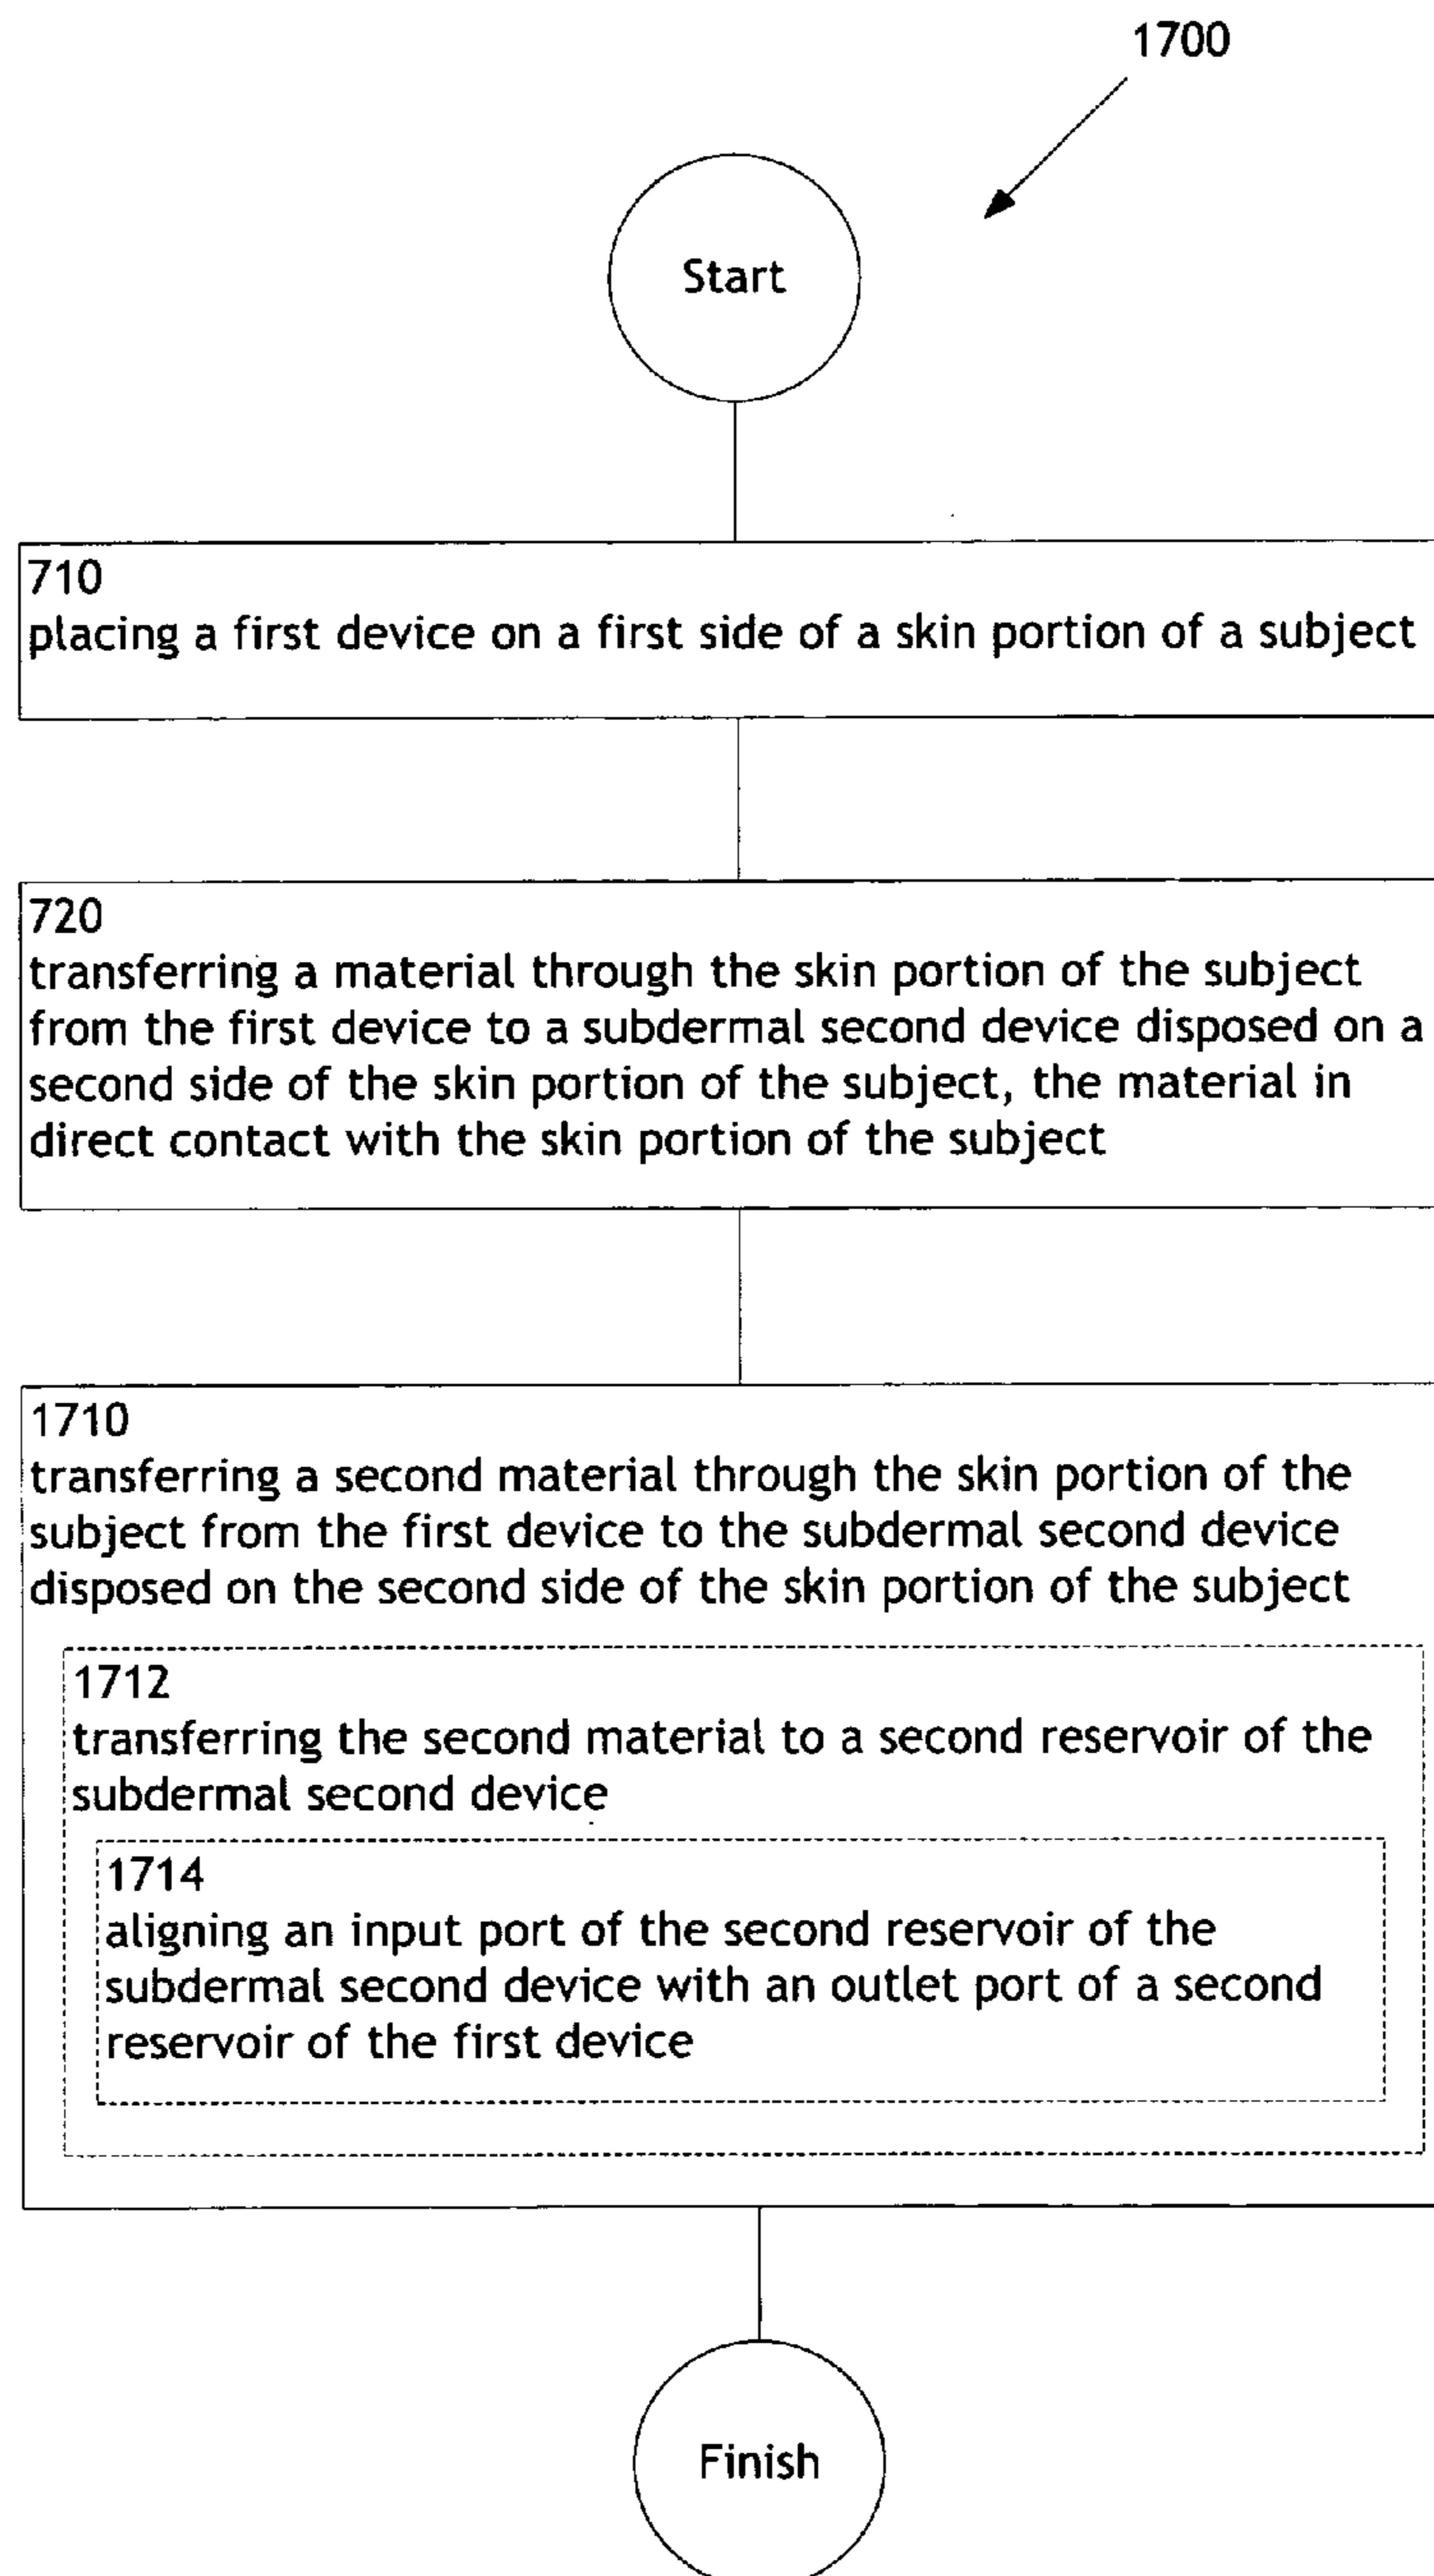 1700
Start
710
placing a first device on a first side of a skin portion of a subject
720
transferring a material through the skin portion of the subject
from the first device to a subdermal second device disposed on a
second side of the skin portion of the subject, the material in
direct contact with the skin portion of the subject
1710
transferring a second material through the skin portion of the
subject from the first device to the subdermal second device
disposed on the second side of the skin portion of the subject
1712
transferring the second material to a second reservoir of the
subdermal second device
1714
aligning an input port of the second reservoir of the
subdermal second device with an outlet port of a second
reservoir of the first device
Finish